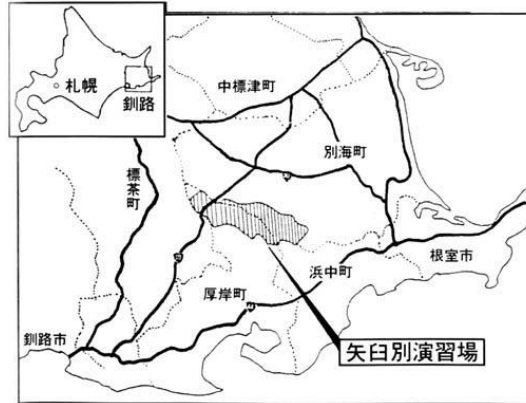 札幌
釧路
中標津町
別海町
標茶町
浜中町
根室市
厚岸町
釧路市
矢臼別演習場